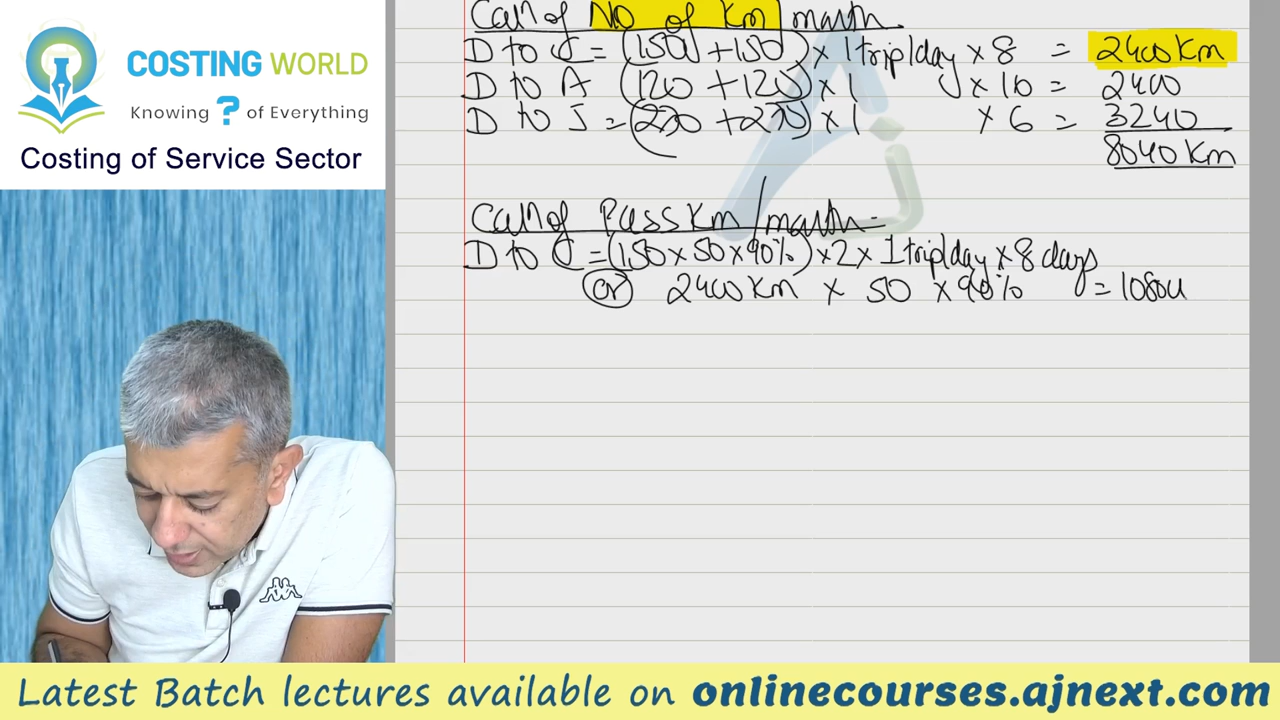 COSTING WORLD
Knowing ? of Everything
Costing of Service Sector
Caln of No of Km / month
D to C = (150 + 150) × 1 trip/day × 8 = 2400 Km
D to A (120 + 120) × 1 " × 10 = 2400
D to J = (270 + 270) × 1 × 6 = 3240
8040 Km
Caln of Pass Km / month :-
D to C = (150 × 50 × 90%) × 2 × 1 trip/day × 8 days
or 2400 Km × 50 × 90% = 10800
Latest Batch lectures available on onlinecourses.ajnext.com